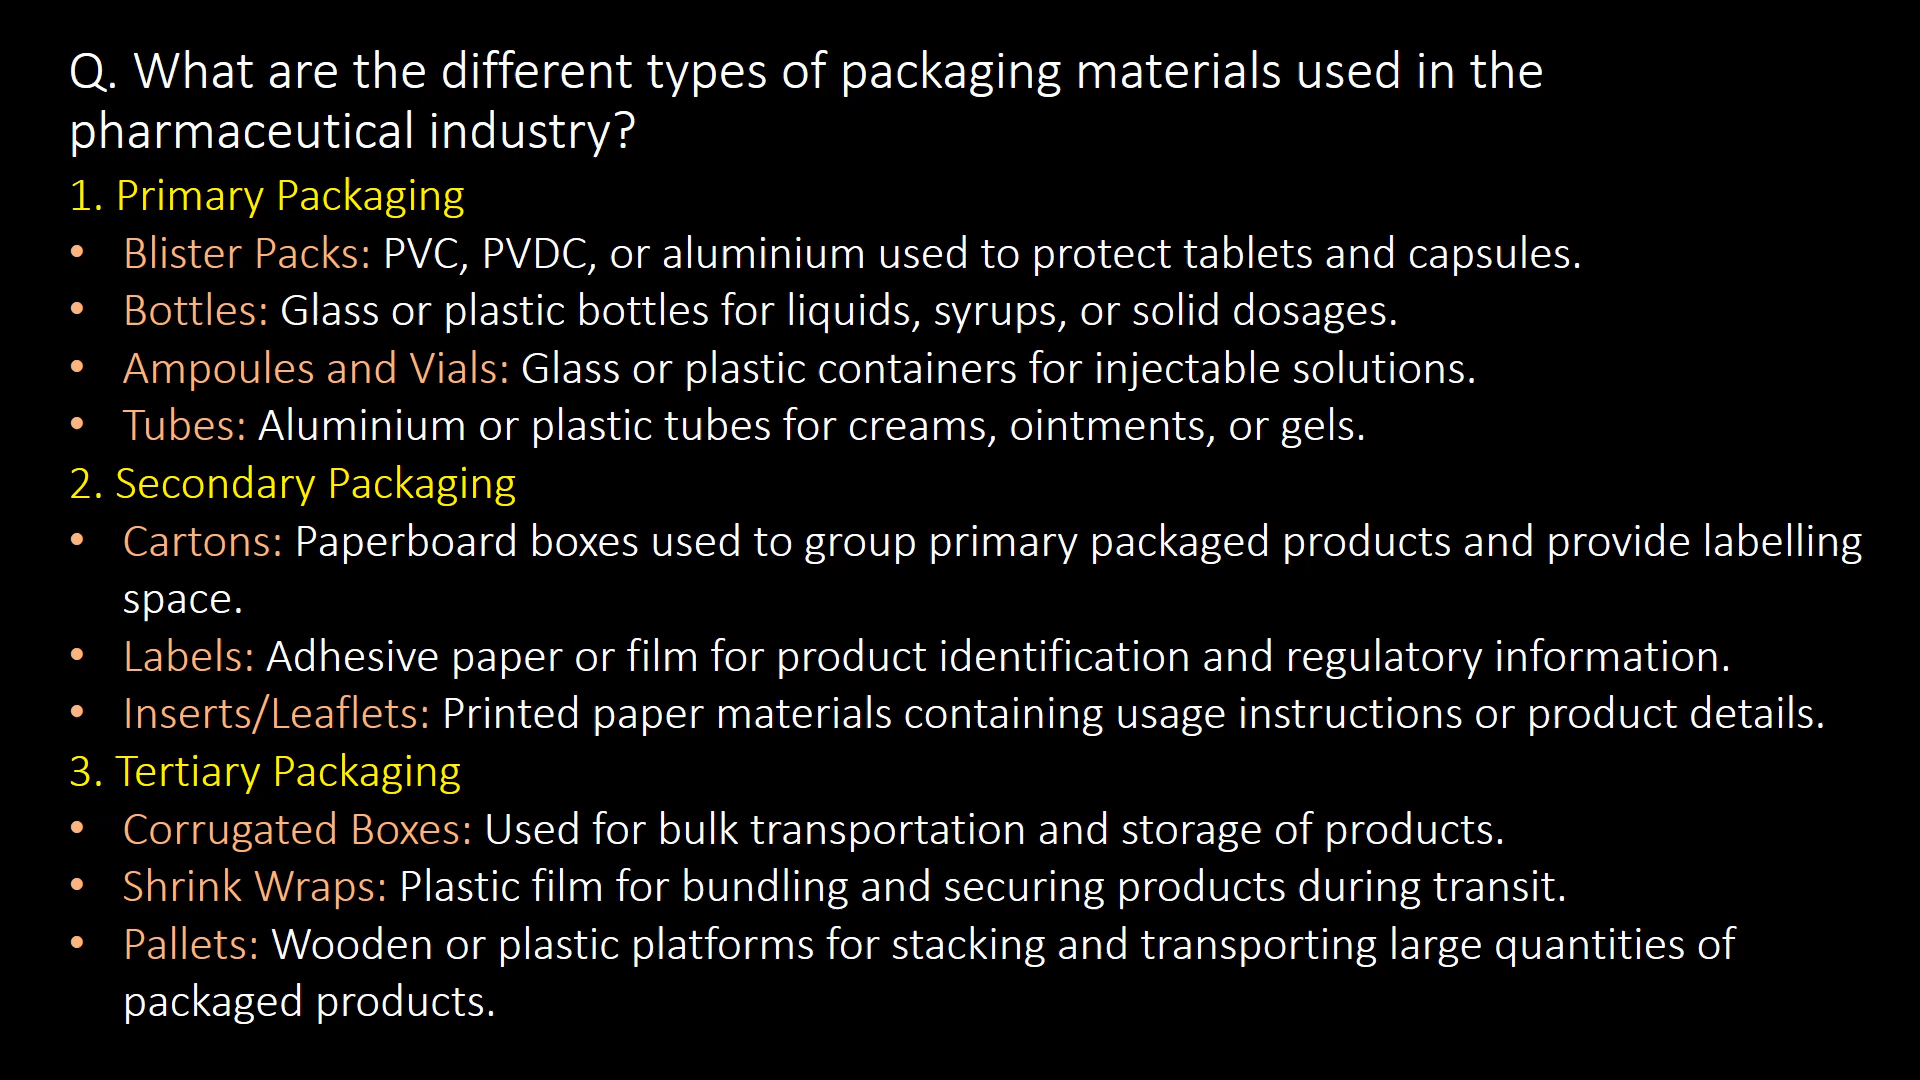 Q. What are the different types of packaging materials used in the
pharmaceutical industry?
1. Primary Packaging
• Blister Packs: PVC, PVDC, or aluminium used to protect tablets and capsules.
• Bottles: Glass or plastic bottles for liquids, syrups, or solid dosages.
• Ampoules and Vials: Glass or plastic containers for injectable solutions.
• Tubes: Aluminium or plastic tubes for creams, ointments, or gels.
2. Secondary Packaging
• Cartons: Paperboard boxes used to group primary packaged products and provide labelling
space.
• Labels: Adhesive paper or film for product identification and regulatory information.
• Inserts/Leaflets: Printed paper materials containing usage instructions or product details.
3. Tertiary Packaging
• Corrugated Boxes: Used for bulk transportation and storage of products.
• Shrink Wraps: Plastic film for bundling and securing products during transit.
• Pallets: Wooden or plastic platforms for stacking and transporting large quantities of
packaged products.